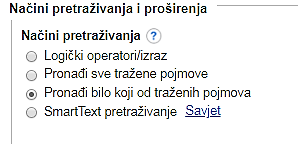 Načini pretraživanja i proširenja
Načini pretraživanja ?
Logički operatori/izraz
Pronađi sve tražene pojmove
Pronađi bilo koji od traženih pojmova
SmartText pretraživanje Savjet